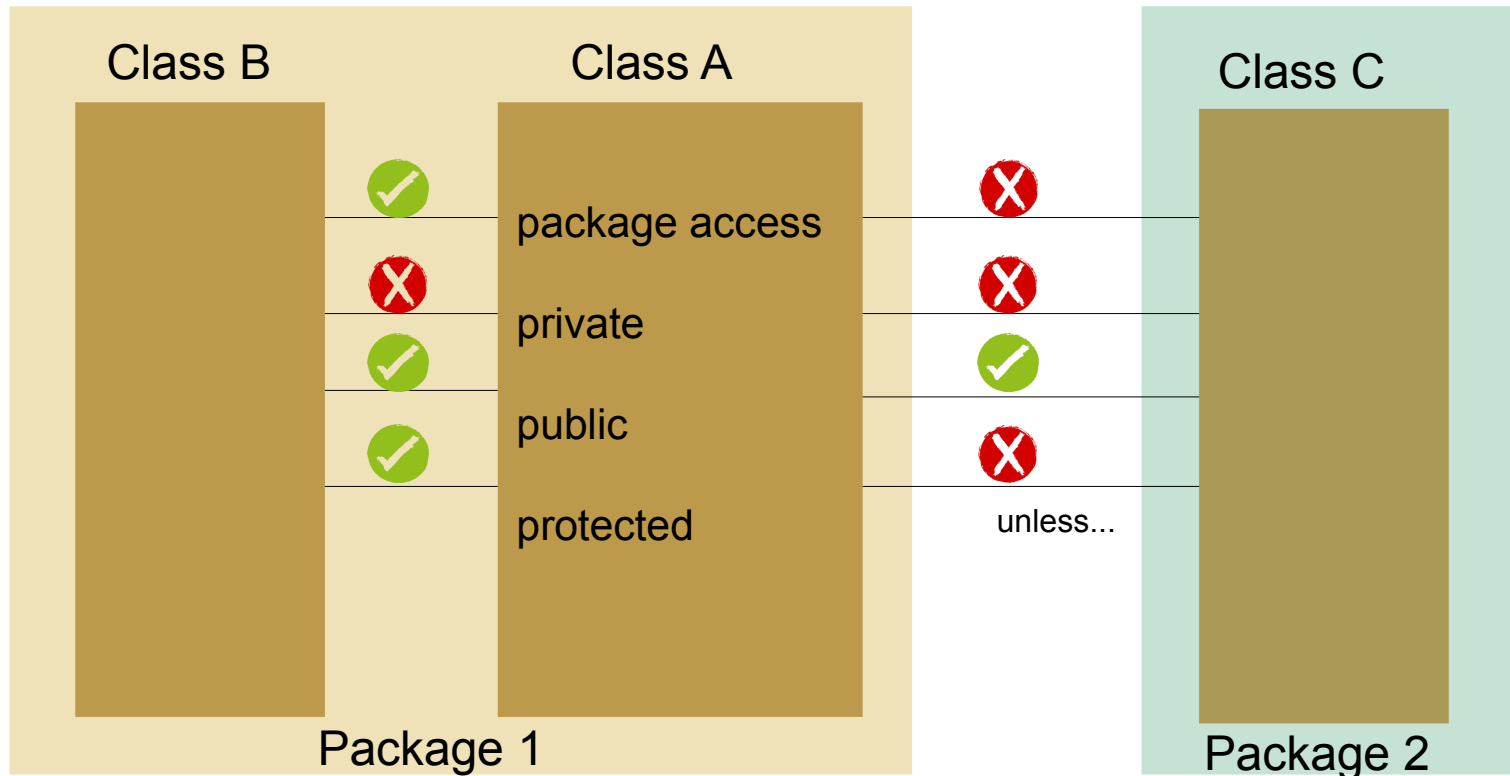 Class B
Class A
Class C
package access
private
public
protected
unless...
Package 1
Package 2